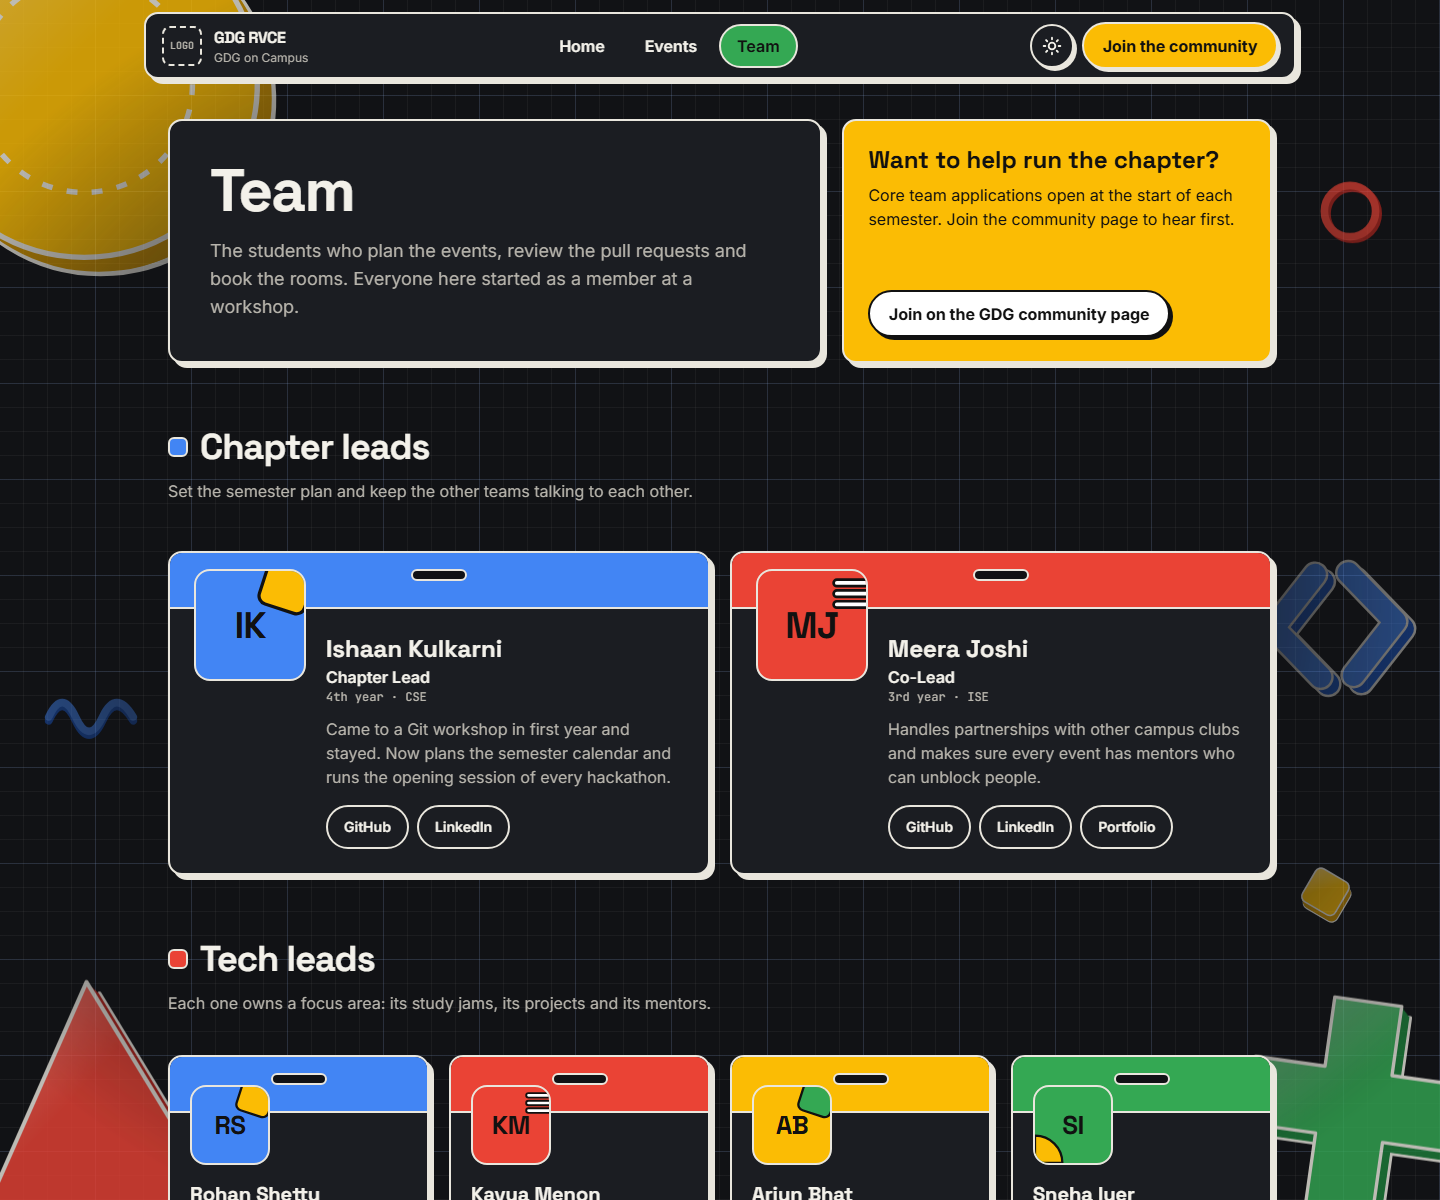 LOGO
GDG RVCE
GDG on Campus
Home
Events
Team
Join the community
Team
The students who plan the events, review the pull requests and
book the rooms. Everyone here started as a member at a
workshop.
Want to help run the chapter?
Core team applications open at the start of each
semester. Join the community page to hear first.
Join on the GDG community page
Chapter leads
Set the semester plan and keep the other teams talking to each other.
IK
Ishaan Kulkarni
Chapter Lead
4th year · CSE
Came to a Git workshop in first year and
stayed. Now plans the semester calendar and
runs the opening session of every hackathon.
GitHub
LinkedIn
MJ
Meera Joshi
Co-Lead
3rd year · ISE
Handles partnerships with other campus clubs
and makes sure every event has mentors who
can unblock people.
GitHub
LinkedIn
Portfolio
Tech leads
Each one owns a focus area: its study jams, its projects and its mentors.
RS
Rohan Shetty
KM
Kavya Menon
AB
Arjun Bhat
SI
Sneha Iyer